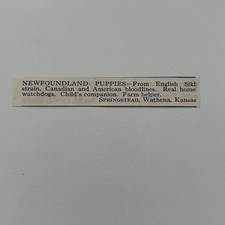 NEWFOUNDLAND PUPPIES—From English Siki
strain, Canadian and American bloodlines. Real home
watchdogs. Child's companion. Farm helper.
SPRINGSTEAD, Wathena, Kansas